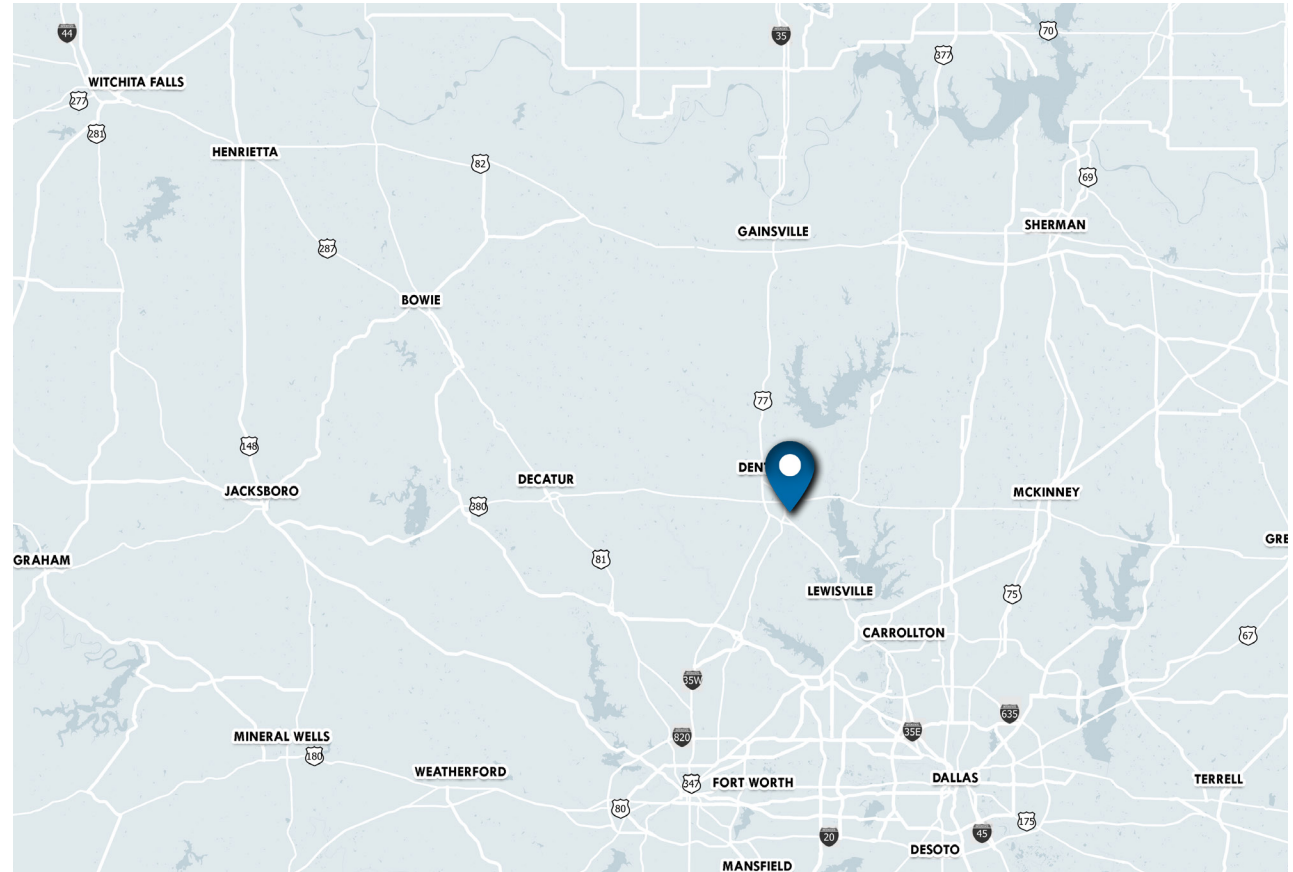 44
35
70
377
WITCHITA FALLS
277
281
HENRIETTA
82
69
GAINSVILLE
SHERMAN
287
BOWIE
77
148
DEN
DECATUR
JACKSBORO
MCKINNEY
380
GRE
GRAHAM
81
LEWISVILLE
75
CARROLLTON
67
35W
635
820
35E
MINERAL WELLS
180
WEATHERFORD
347
FORT WORTH
DALLAS
TERRELL
80
175
20
45
DESOTO
MANSFIELD